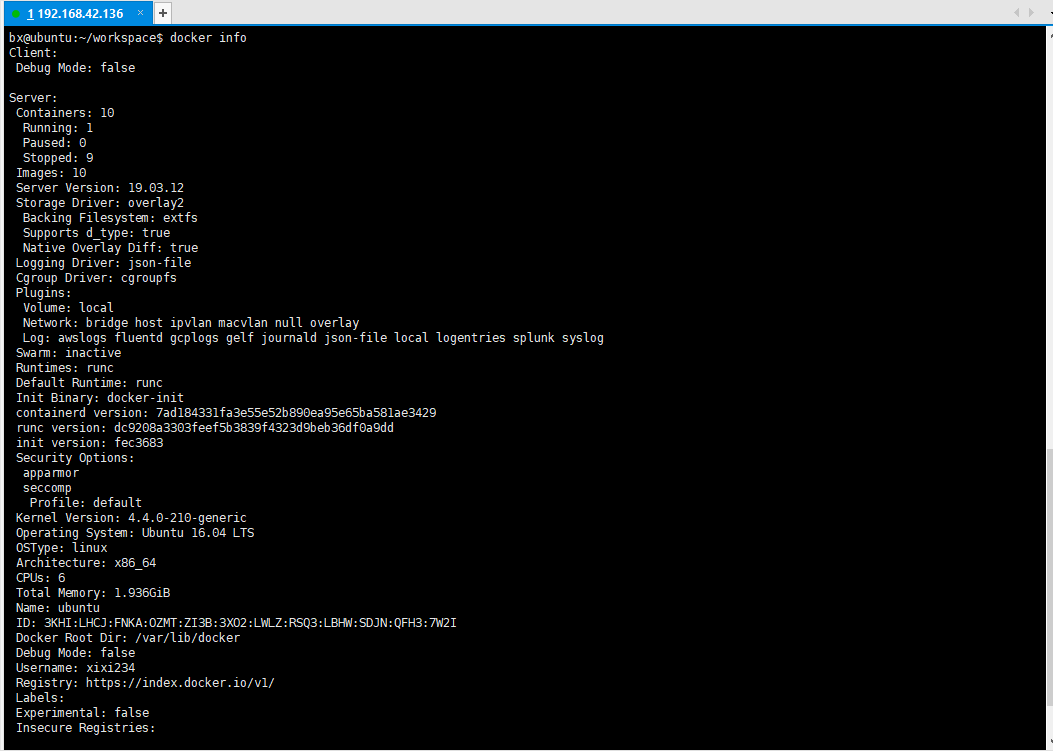 1 192.168.42.136 × +
bx@ubuntu:~/workspace$ docker info
Client:
 Debug Mode: false

Server:
 Containers: 10
  Running: 1
  Paused: 0
  Stopped: 9
 Images: 10
 Server Version: 19.03.12
 Storage Driver: overlay2
  Backing Filesystem: extfs
  Supports d_type: true
  Native Overlay Diff: true
 Logging Driver: json-file
 Cgroup Driver: cgroupfs
 Plugins:
  Volume: local
  Network: bridge host ipvlan macvlan null overlay
  Log: awslogs fluentd gcplogs gelf journald json-file local logentries splunk syslog
 Swarm: inactive
 Runtimes: runc
 Default Runtime: runc
 Init Binary: docker-init
 containerd version: 7ad184331fa3e55e52b890ea95e65ba581ae3429
 runc version: dc9208a3303feef5b3839f4323d9beb36df0a9dd
 init version: fec3683
 Security Options:
  apparmor
  seccomp
   Profile: default
 Kernel Version: 4.4.0-210-generic
 Operating System: Ubuntu 16.04 LTS
 OSType: linux
 Architecture: x86_64
 CPUs: 6
 Total Memory: 1.936GiB
 Name: ubuntu
 ID: 3KHI:LHCJ:FNKA:OZMT:ZI3B:3XO2:LWLZ:RSQ3:LBHW:SDJN:QFH3:7W2I
 Docker Root Dir: /var/lib/docker
 Debug Mode: false
 Username: xixi234
 Registry: https://index.docker.io/v1/
 Labels:
 Experimental: false
 Insecure Registries: